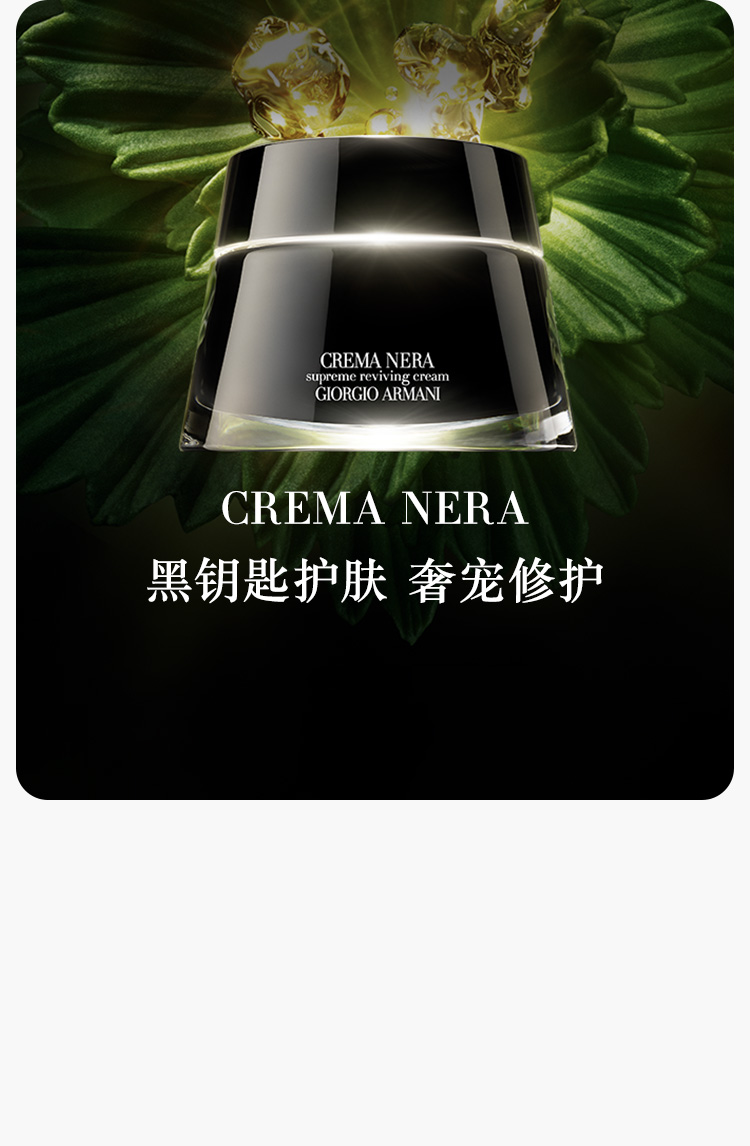 CREMA NERA
supreme reviving cream
GIORGIO ARMANI
CREMA NERA
黑钥匙护肤 奢宠修护